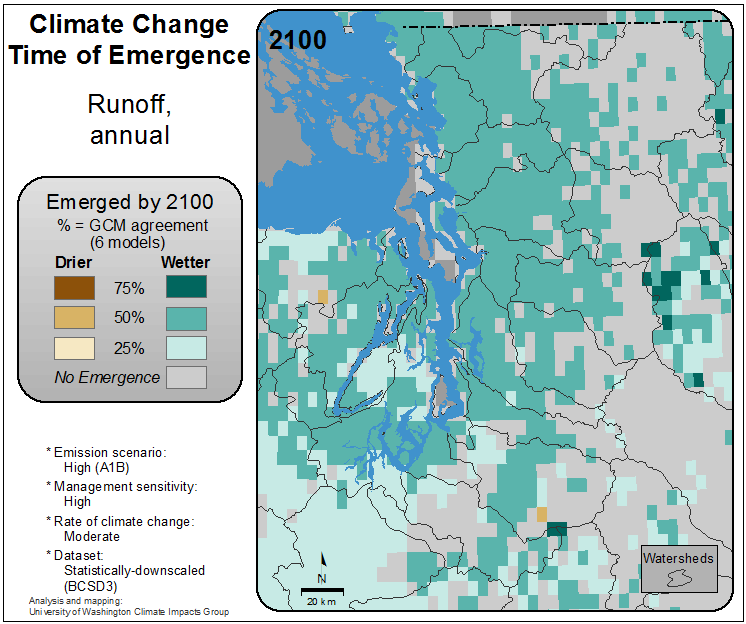 Climate Change
Time of Emergence
Runoff,
annual
Emerged by 2100
% = GCM agreement
(6 models)
Drier Wetter
75%
50%
25%
No Emergence
* Emission scenario:
High (A1B)
* Management sensitivity:
High
* Rate of climate change:
Moderate
* Dataset:
Statistically-downscaled
(BCSD3)
Analysis and mapping:
University of Washington Climate Impacts Group
2100
N
20 km
Watersheds